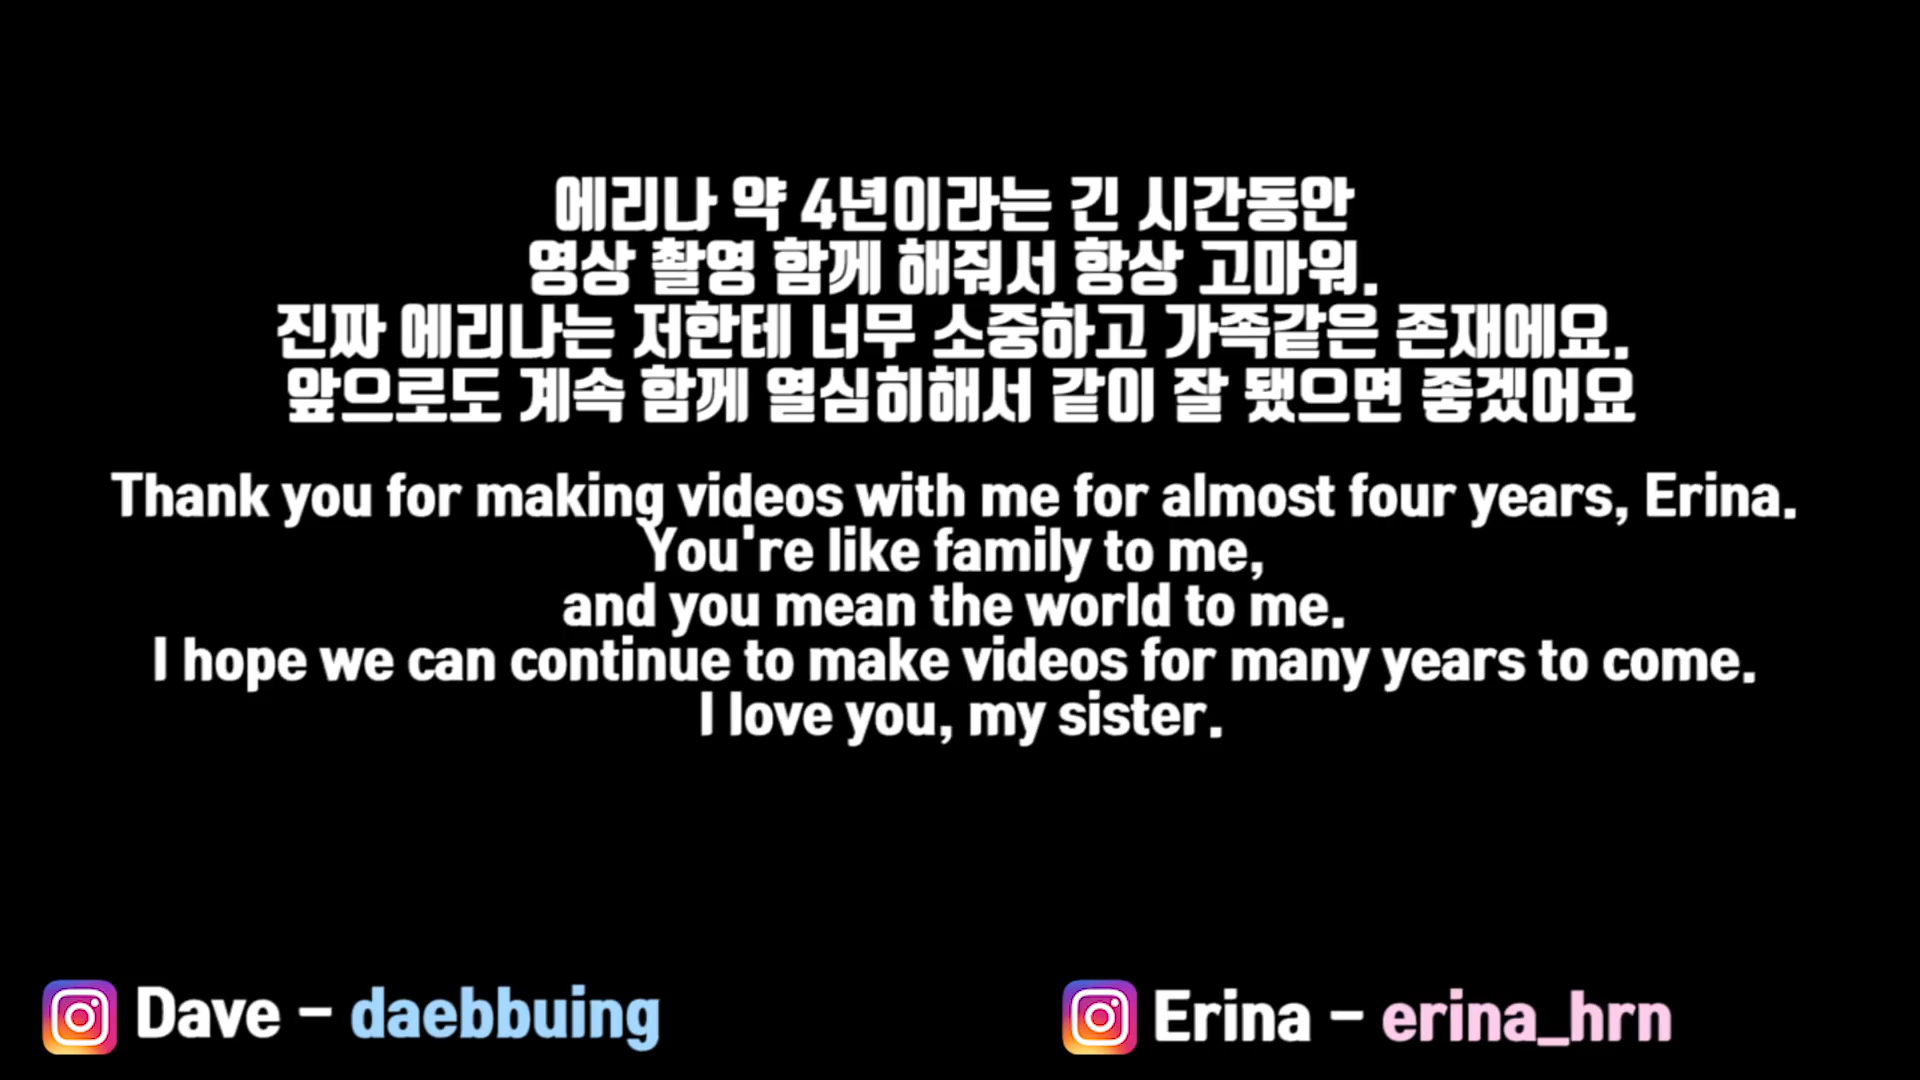 에리나 약 4년이라는 긴 시간동안
영상 촬영 함께 해줘서 항상 고마워.
진짜 에리나는 저한테 너무 소중하고 가족같은 존재에요.
앞으로도 계속 함께 열심히해서 같이 잘 됐으면 좋겠어요
Thank you for making videos with me for almost four years, Erina.
You're like family to me,
and you mean the world to me.
I hope we can continue to make videos for many years to come.
I love you, my sister.
Dave - daebbuing
Erina - erina_hrn